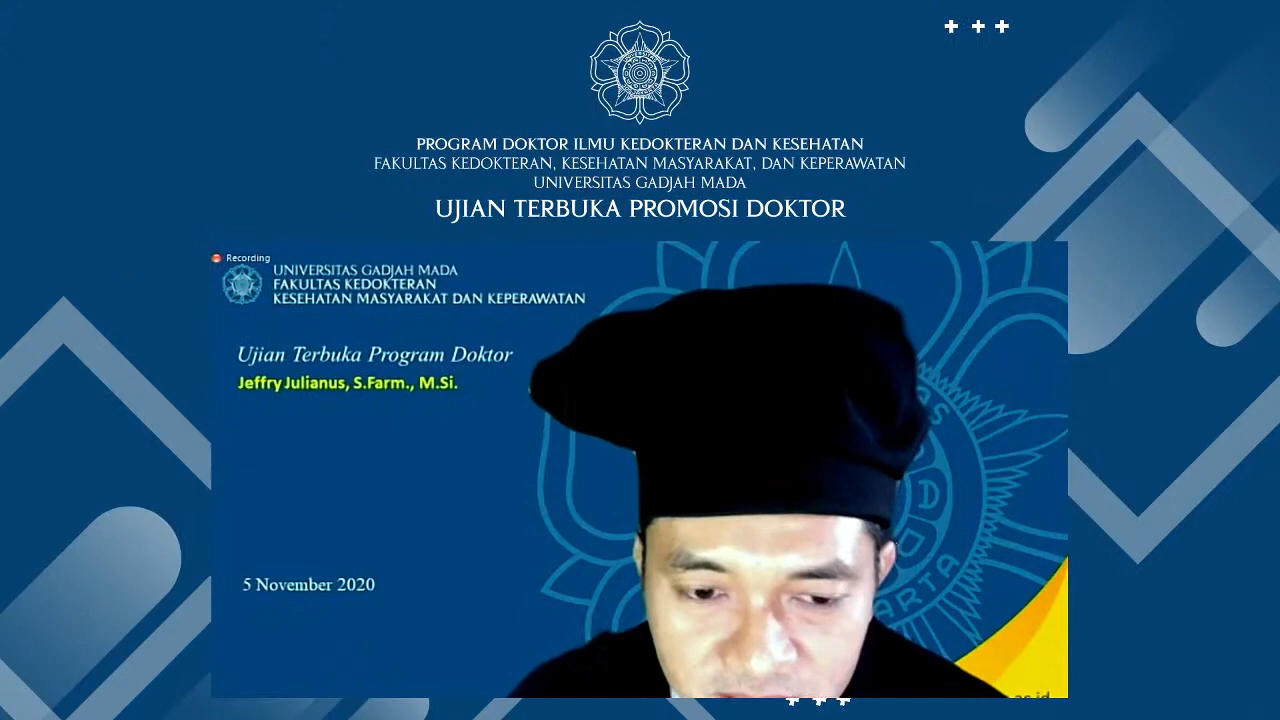 PROGRAM DOKTOR ILMU KEDOKTERAN DAN KESEHATAN
FAKULTAS KEDOKTERAN, KESEHATAN MASYARAKAT, DAN KEPERAWATAN
UNIVERSITAS GADJAH MADA
UJIAN TERBUKA PROMOSI DOKTOR
Recording
UNIVERSITAS GADJAH MADA
FAKULTAS KEDOKTERAN
KESEHATAN MASYARAKAT DAN KEPERAWATAN
Ujian Terbuka Program Doktor
Jeffry Julianus, S.Farm., M.Si.
5 November 2020